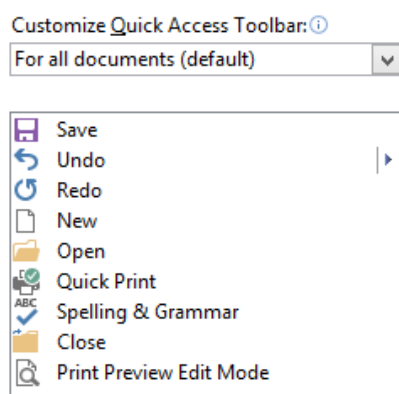 Customize Quick Access Toolbar:
For all documents (default)
Save
Undo
Redo
New
Open
Quick Print
ABC
Spelling & Grammar
Close
Print Preview Edit Mode